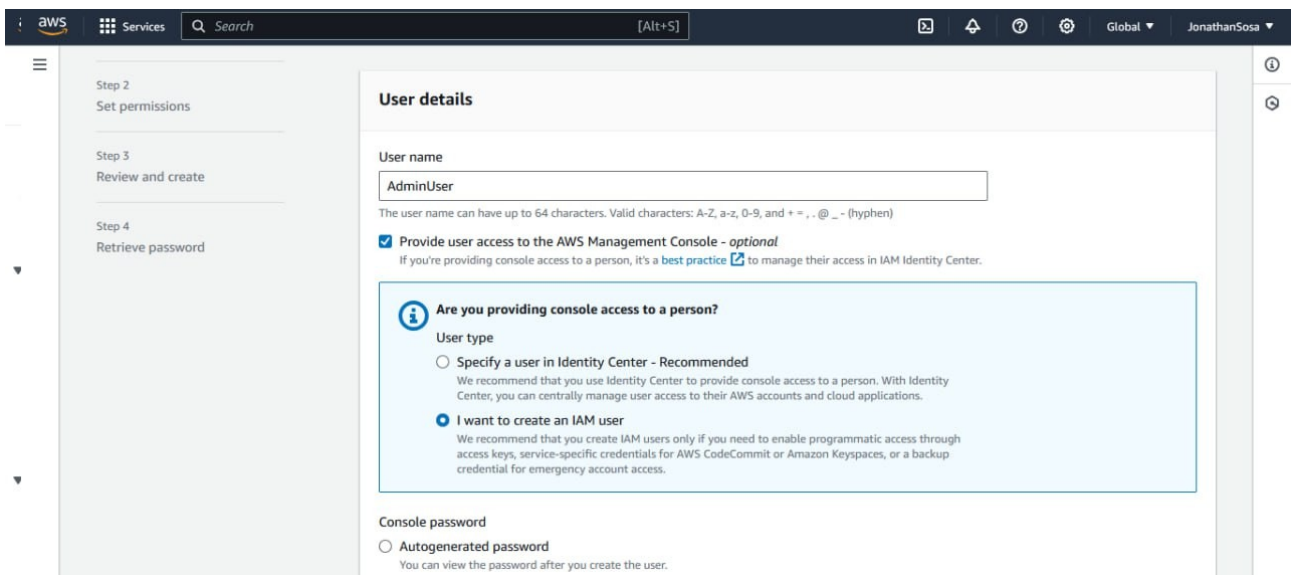 aws
Services
Search
[Alt+S]
Global
JonathanSosa
Step 2
Set permissions
Step 3
Review and create
Step 4
Retrieve password
User details
User name
AdminUser
The user name can have up to 64 characters. Valid characters: A-Z, a-z, 0-9, and + = , . @ _ - (hyphen)
Provide user access to the AWS Management Console - optional
If you're providing console access to a person, it's a best practice to manage their access in IAM Identity Center.
Are you providing console access to a person?
User type
Specify a user in Identity Center - Recommended
We recommend that you use Identity Center to provide console access to a person. With Identity
Center, you can centrally manage user access to their AWS accounts and cloud applications.
I want to create an IAM user
We recommend that you create IAM users only if you need to enable programmatic access through
access keys, service-specific credentials for AWS CodeCommit or Amazon Keyspaces, or a backup
credential for emergency account access.
Console password
Autogenerated password
You can view the password after you create the user.